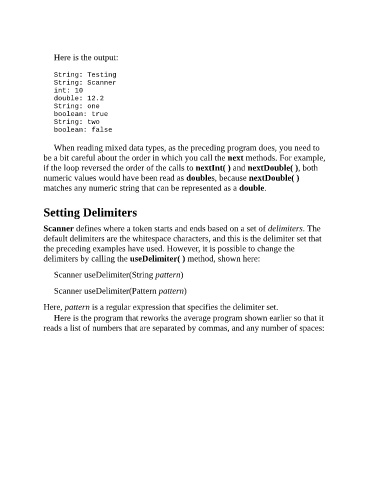 Here is the output:
String: Testing
String: Scanner
int: 10
double: 12.2
String: one
boolean: true
String: two
boolean: false
When reading mixed data types, as the preceding program does, you need to
be a bit careful about the order in which you call the next methods. For example,
if the loop reversed the order of the calls to nextInt( ) and nextDouble( ), both
numeric values would have been read as doubles, because nextDouble( )
matches any numeric string that can be represented as a double.
Setting Delimiters
Scanner defines where a token starts and ends based on a set of delimiters. The
default delimiters are the whitespace characters, and this is the delimiter set that
the preceding examples have used. However, it is possible to change the
delimiters by calling the useDelimiter( ) method, shown here:
Scanner useDelimiter(String pattern)
Scanner useDelimiter(Pattern pattern)
Here, pattern is a regular expression that specifies the delimiter set.
Here is the program that reworks the average program shown earlier so that it
reads a list of numbers that are separated by commas, and any number of spaces: